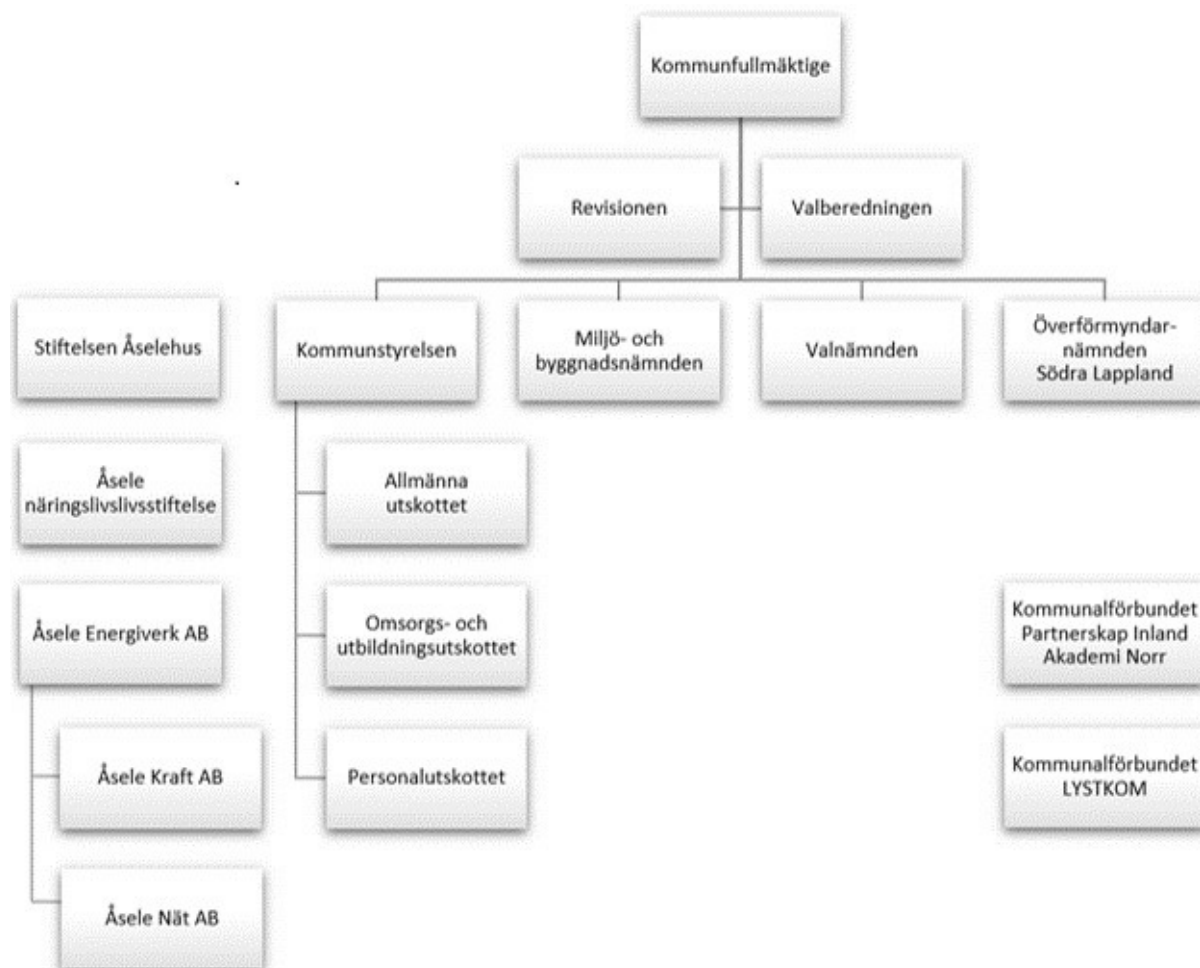 Kommunfullmäktige
Revisionen
Valberedningen
Stiftelsen Åselehus
Kommunstyrelsen
Miljö- och
byggnadsnämnden
Valnämnden
Överförmyndar-
nämnden
Södra Lappland
Åsele
näringslivslivsstiftelse
Allmänna
utskottet
Åsele Energiverk AB
Omsorgs- och
utbildningsutskottet
Kommunalförbundet
Partnerskap Inland
Akademi Norr
Åsele Kraft AB
Personalutskottet
Kommunalförbundet
LYSTKOM
Åsele Nät AB